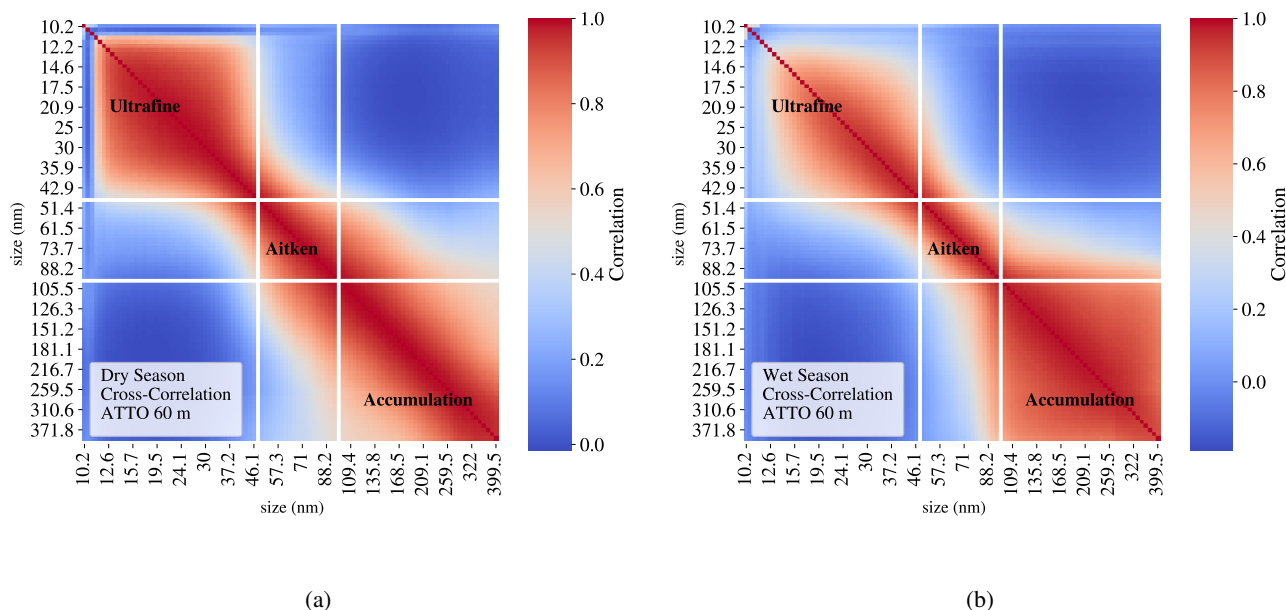 10.2
12.2
14.6
17.5
20.9
25
30
35.9
42.9
51.4
61.5
73.7
88.2
105.5
126.3
151.2
181.1
216.7
259.5
310.6
371.8
size (nm)
Ultrafine
Aitken
Accumulation
Dry Season
Cross-Correlation
ATTO 60 m
10.2 12.6 15.7 19.5 24.1 30 37.2 46.1 57.3 71 88.2 109.4 135.8 168.5 209.1 259.5 322 399.5
size (nm)
1.0
0.8
0.6
0.4
0.2
0.0
Correlation
(a)
10.2
12.2
14.6
17.5
20.9
25
30
35.9
42.9
51.4
61.5
73.7
88.2
105.5
126.3
151.2
181.1
216.7
259.5
310.6
371.8
size (nm)
Ultrafine
Aitken
Accumulation
Wet Season
Cross-Correlation
ATTO 60 m
10.2 12.6 15.7 19.5 24.1 30 37.2 46.1 57.3 71 88.2 109.4 135.8 168.5 209.1 259.5 322 399.5
size (nm)
1.0
0.8
0.6
0.4
0.2
0.0
Correlation
(b)